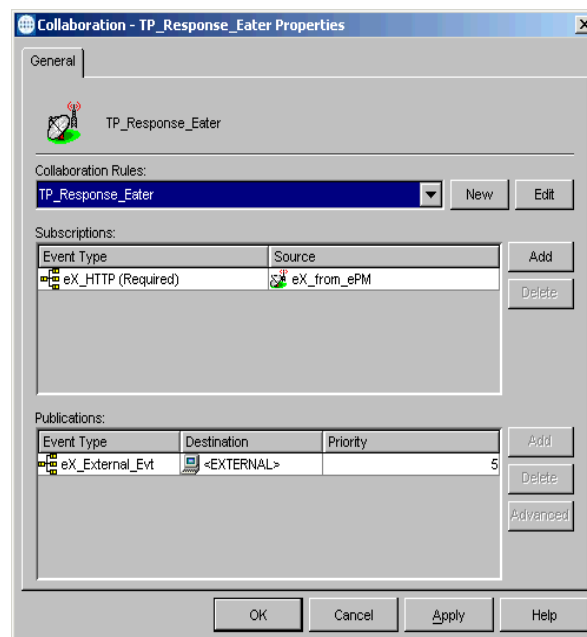 Collaboration - TP_Response_Eater Properties
General
TP_Response_Eater
Collaboration Rules:
TP_Response_Eater New Edit
Subscriptions:
Event Type Source Add
eX_HTTP (Required) eX_from_ePM
Delete
Publications:
Event Type Destination Priority Add
eX_External_Evt <EXTERNAL> 5
Delete
Advanced
OK Cancel Apply Help